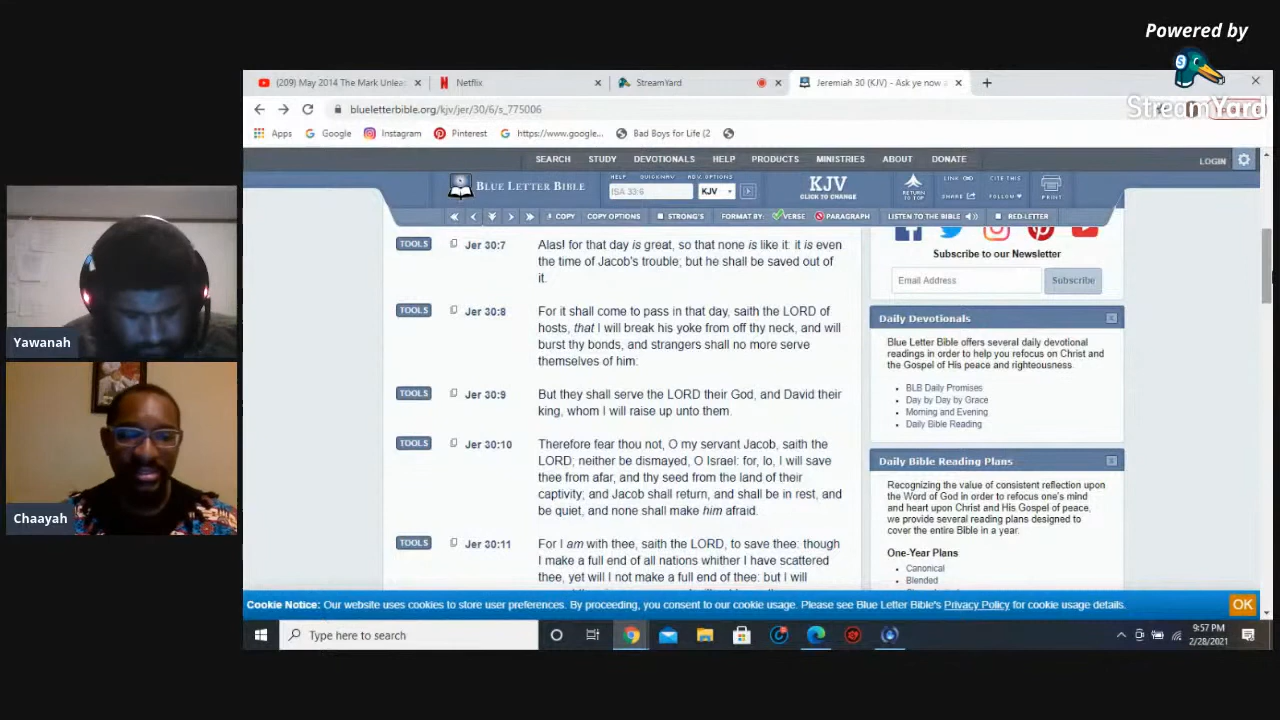 Powered by
StreamYard
(209) May 2014 The Mark Unlea
Netflix
StreamYard
Jeremiah 30 (KJV) - Ask ye now
blueletterbible.org/kjv/jer/30/6/s_775006
Apps
Google
Instagram
Pinterest
https://www.google...
Bad Boys for Life (2
SEARCH STUDY DEVOTIONALS HELP PRODUCTS MINISTRIES ABOUT DONATE
LOGIN
BLUE LETTER BIBLE
HELP QUICKNAV ADV. OPTIONS
ISA 33:6
KJV
KJV
CLICK TO CHANGE
RETURN TO TOP
LINK
SHARE
CITE THIS
FOLLOW
PRINT
COPY COPY OPTIONS STRONG'S FORMAT BY: VERSE PARAGRAPH LISTEN TO THE BIBLE RED-LETTER
TOOLS Jer 30:7 Alas! for that day is great, so that none is like it: it is even
the time of Jacob's trouble; but he shall be saved out of
it.
TOOLS Jer 30:8 For it shall come to pass in that day, saith the LORD of
hosts, that I will break his yoke from off thy neck, and will
burst thy bonds, and strangers shall no more serve
themselves of him:
TOOLS Jer 30:9 But they shall serve the LORD their God, and David their
king, whom I will raise up unto them.
TOOLS Jer 30:10 Therefore fear thou not, O my servant Jacob, saith the
LORD; neither be dismayed, O Israel: for, lo, I will save
thee from afar, and thy seed from the land of their
captivity; and Jacob shall return, and shall be in rest, and
be quiet, and none shall make him afraid.
TOOLS Jer 30:11 For I am with thee, saith the LORD, to save thee: though
I make a full end of all nations whither I have scattered
thee, yet will I not make a full end of thee: but I will
Subscribe to our Newsletter
Email Address
Subscribe
Daily Devotionals
Blue Letter Bible offers several daily devotional
readings in order to help you refocus on Christ and
the Gospel of His peace and righteousness.
BLB Daily Promises
Day by Day by Grace
Morning and Evening
Daily Bible Reading
Daily Bible Reading Plans
Recognizing the value of consistent reflection upon
the Word of God in order to refocus one's mind
and heart upon Christ and His Gospel of peace,
we provide several reading plans designed to
cover the entire Bible in a year.
One-Year Plans
Canonical
Blended
Cookie Notice: Our website uses cookies to store user preferences. By proceeding, you consent to our cookie usage. Please see Blue Letter Bible's Privacy Policy for cookie usage details.
OK
Type here to search
9:57 PM
2/28/2021
Yawanah
Chaayah